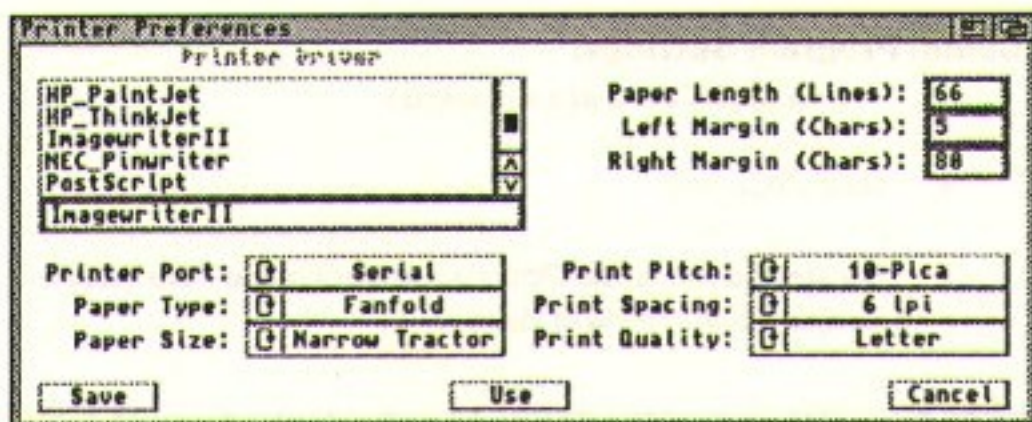 Printer Preferences
Printer Driver
HP_PaintJet
HP_ThinkJet
ImagewriterII
NEC_Pinwriter
PostScript
ImagewriterII
Paper Length (Lines): 66
Left Margin (Chars): 5
Right Margin (Chars): 80
Printer Port: Serial
Paper Type: Fanfold
Paper Size: Narrow Tractor
Print Pitch: 10-Pica
Print Spacing: 6 lpi
Print Quality: Letter
Save
Use
Cancel